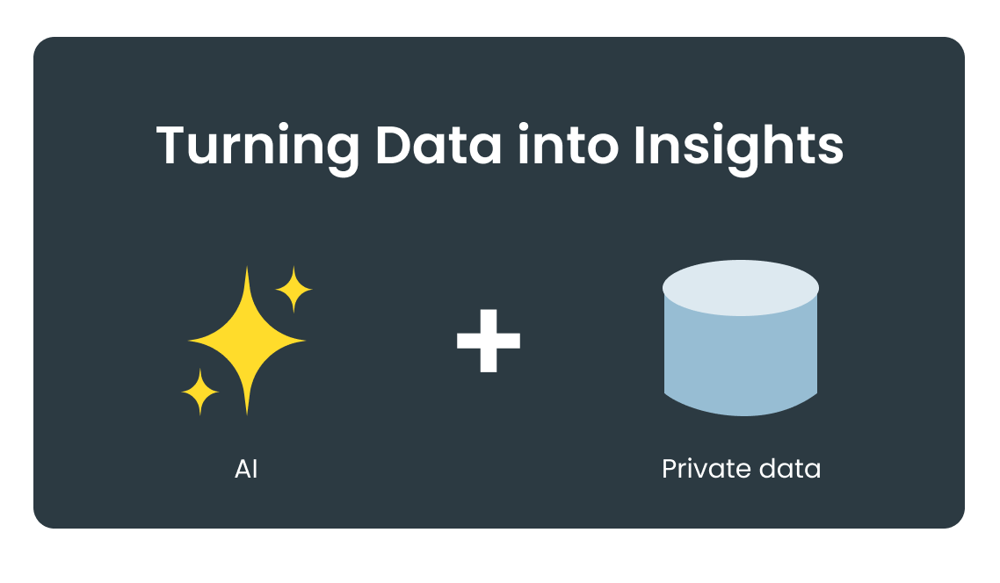 Turning Data into Insights
AI
Private data